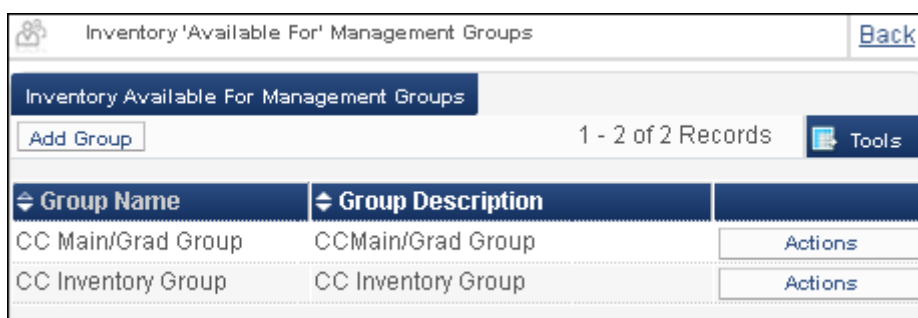 Inventory 'Available For' Management Groups Back
Inventory Available For Management Groups
Add Group 1 - 2 of 2 Records Tools
Group Name Group Description
CC Main/Grad Group CCMain/Grad Group Actions
CC Inventory Group CC Inventory Group Actions